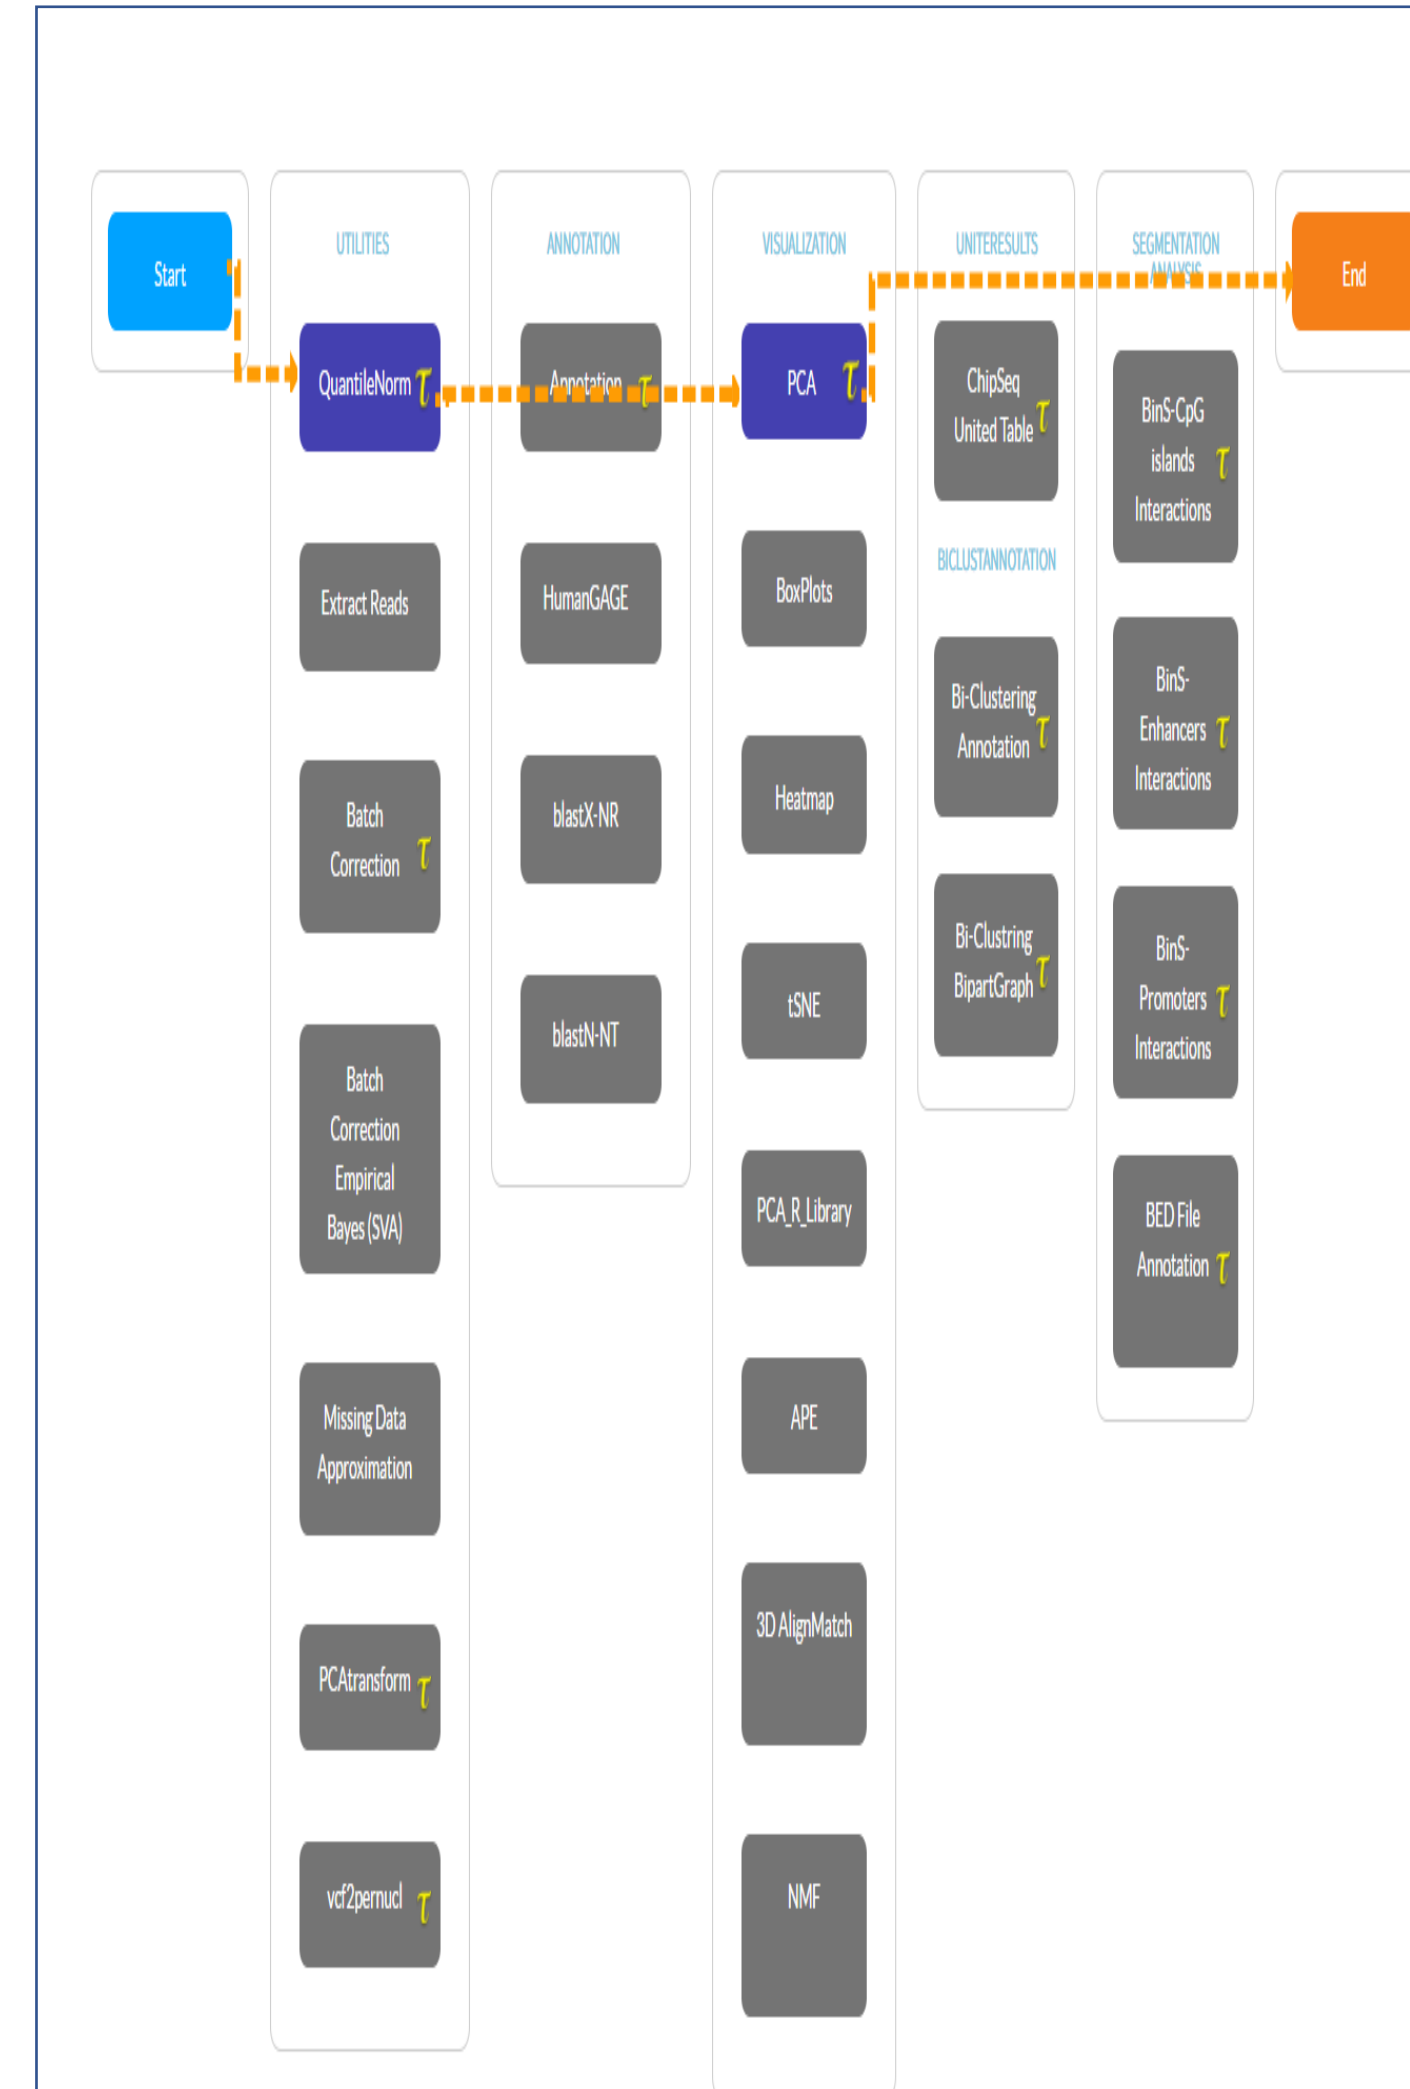 Start
UTILITIES
QuantileNorm τ
Extract Reads
Batch
Correction τ
Batch
Correction
Empirical
Bayes (SVA)
Missing Data
Approximation
PCAtransform τ
vcf2pernucl τ
ANNOTATION
Annotation τ
HumanGAGE
blastX-NR
blastN-NT
VISUALIZATION
PCA τ
BoxPlots
Heatmap
tSNE
PCA_R_Library
APE
3D AlignMatch
NMF
UNITERESULTS
ChipSeq
United Table τ
BICLUSTANNOTATION
Bi-Clustering
Annotation τ
Bi-Clustring
BipartGraph τ
SEGMENTATION
ANALYSIS
BinS-CpG
islands τ
Interactions
BinS-
Enhancers τ
Interactions
BinS-
Promoters τ
Interactions
BED File
Annotation τ
End